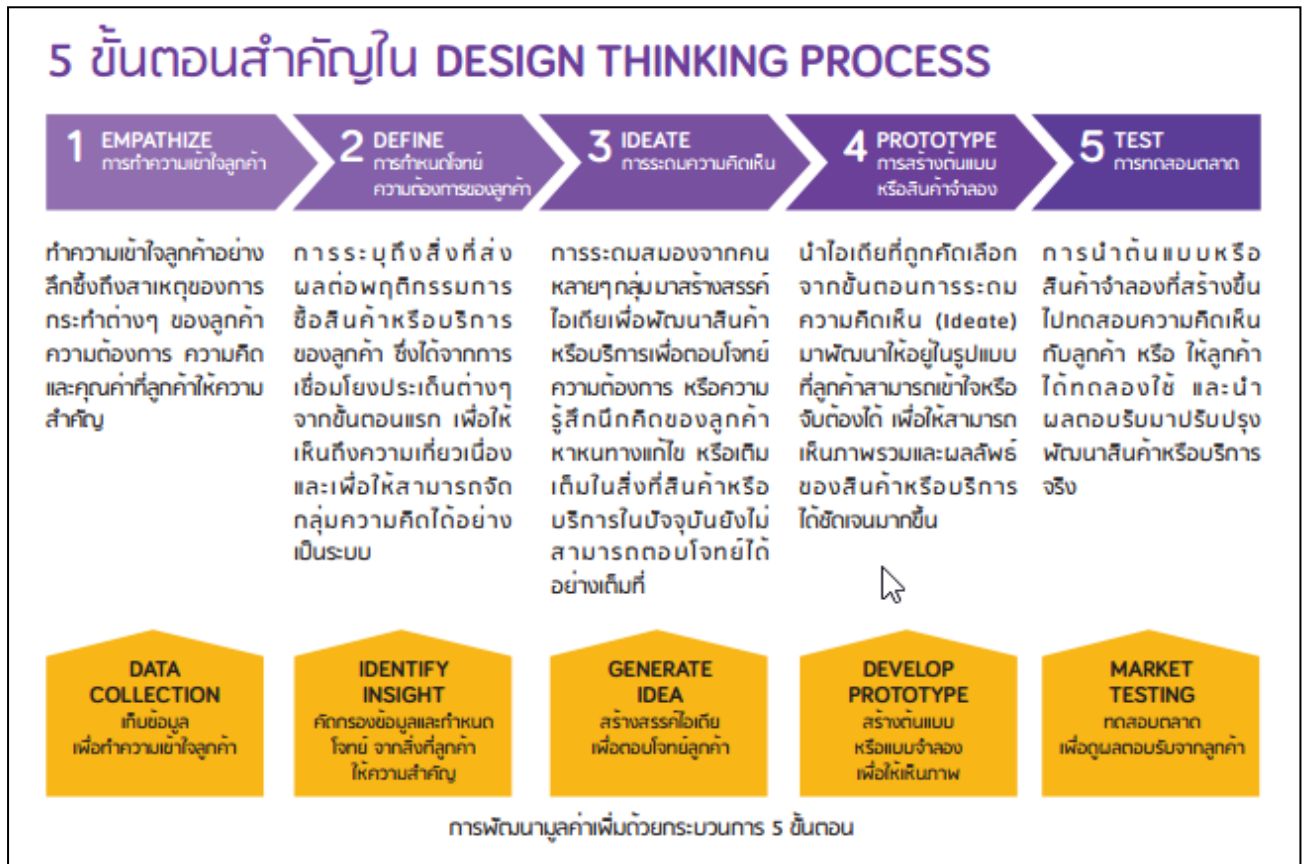 5 ขั้นตอนสำคัญใน DESIGN THINKING PROCESS
1 EMPATHIZE
การทำความเข้าใจลูกค้า
2 DEFINE
การกำหนดโจทย์
ความต้องการของลูกค้า
3 IDEATE
การระดมความคิดเห็น
4 PROTOTYPE
การสร้างต้นแบบ
หรือสินค้าจำลอง
5 TEST
การทดสอบตลาด
ทำความเข้าใจลูกค้าอย่าง
ลึกซึ้งถึงสาเหตุของการ
กระทำต่างๆ ของลูกค้า
ความต้องการ ความคิด
และคุณค่าที่ลูกค้าให้ความ
สำคัญ
การระบุถึงสิ่งที่ส่ง
ผลต่อพฤติกรรมการ
ซื้อสินค้าหรือบริการ
ของลูกค้า ซึ่งได้จากการ
เชื่อมโยงประเด็นต่างๆ
จากขั้นตอนแรก เพื่อให้
เห็นถึงความเกี่ยวเนื่อง
และเพื่อให้สามารถจัด
กลุ่มความคิดได้อย่าง
เป็นระบบ
การระดมสมองจากคน
หลายๆกลุ่มมาสร้างสรรค์
ไอเดียเพื่อพัฒนาสินค้า
หรือบริการเพื่อตอบโจทย์
ความต้องการ หรือความ
รู้สึกนึกคิดของลูกค้า
หาหนทางแก้ไข หรือเติม
เต็มในสิ่งที่สินค้าหรือ
บริการในปัจจุบันยังไม่
สามารถตอบโจทย์ได้
อย่างเต็มที่
นำไอเดียที่ถูกคัดเลือก
จากขั้นตอนการระดม
ความคิดเห็น (Ideate)
มาพัฒนาให้อยู่ในรูปแบบ
ที่ลูกค้าสามารถเข้าใจหรือ
จับต้องได้ เพื่อให้สามารถ
เห็นภาพรวมและผลลัพธ์
ของสินค้าหรือบริการ
ได้ชัดเจนมากขึ้น
การนำต้นแบบหรือ
สินค้าจำลองที่สร้างขึ้น
ไปทดสอบความคิดเห็น
กับลูกค้า หรือ ให้ลูกค้า
ได้ทดลองใช้ และนำ
ผลตอบรับมาปรับปรุง
พัฒนาสินค้าหรือบริการ
จริง
DATA
COLLECTION
เก็บข้อมูล
เพื่อทำความเข้าใจลูกค้า
IDENTIFY
INSIGHT
คัดกรองข้อมูลและกำหนด
โจทย์ จากสิ่งที่ลูกค้า
ให้ความสำคัญ
GENERATE
IDEA
สร้างสรรค์ไอเดีย
เพื่อตอบโจทย์ลูกค้า
DEVELOP
PROTOTYPE
สร้างต้นแบบ
หรือแบบจำลอง
เพื่อให้เห็นภาพ
MARKET
TESTING
ทดสอบตลาด
เพื่อดูผลตอบรับจากลูกค้า
การพัฒนามูลค่าเพิ่มด้วยกระบวนการ 5 ขั้นตอน